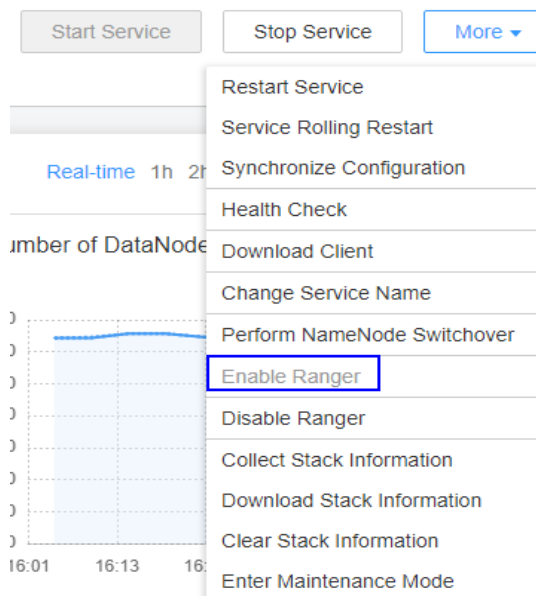 Start Service Stop Service More
Restart Service
Service Rolling Restart
Real-time 1h 2h Synchronize Configuration
Health Check
umber of DataNode Download Client
Change Service Name
Perform NameNode Switchover
Enable Ranger
Disable Ranger
Collect Stack Information
Download Stack Information
Clear Stack Information
16:01 16:13 16:
Enter Maintenance Mode